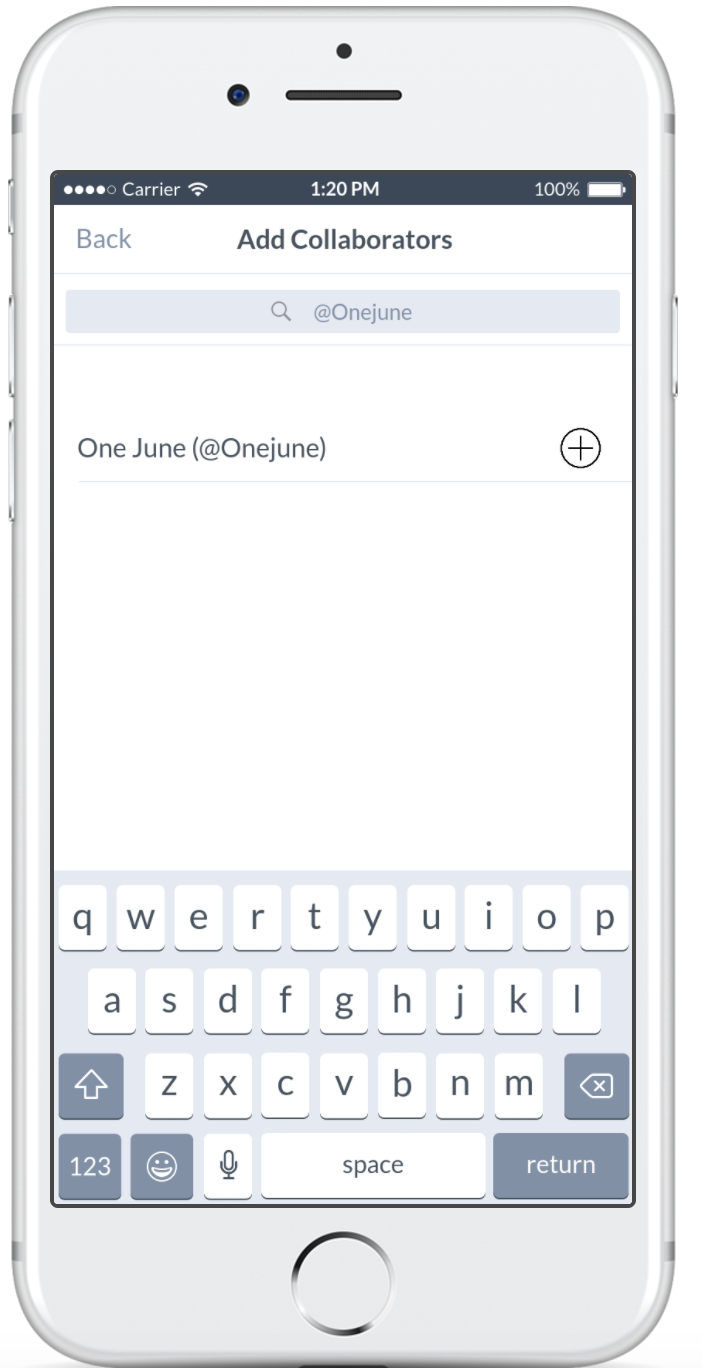 Carrier 1:20 PM 100%
Back Add Collaborators
@Onejune
One June (@Onejune)
q w e r t y u i o p
a s d f g h j k l
z x c v b n m
123 space return